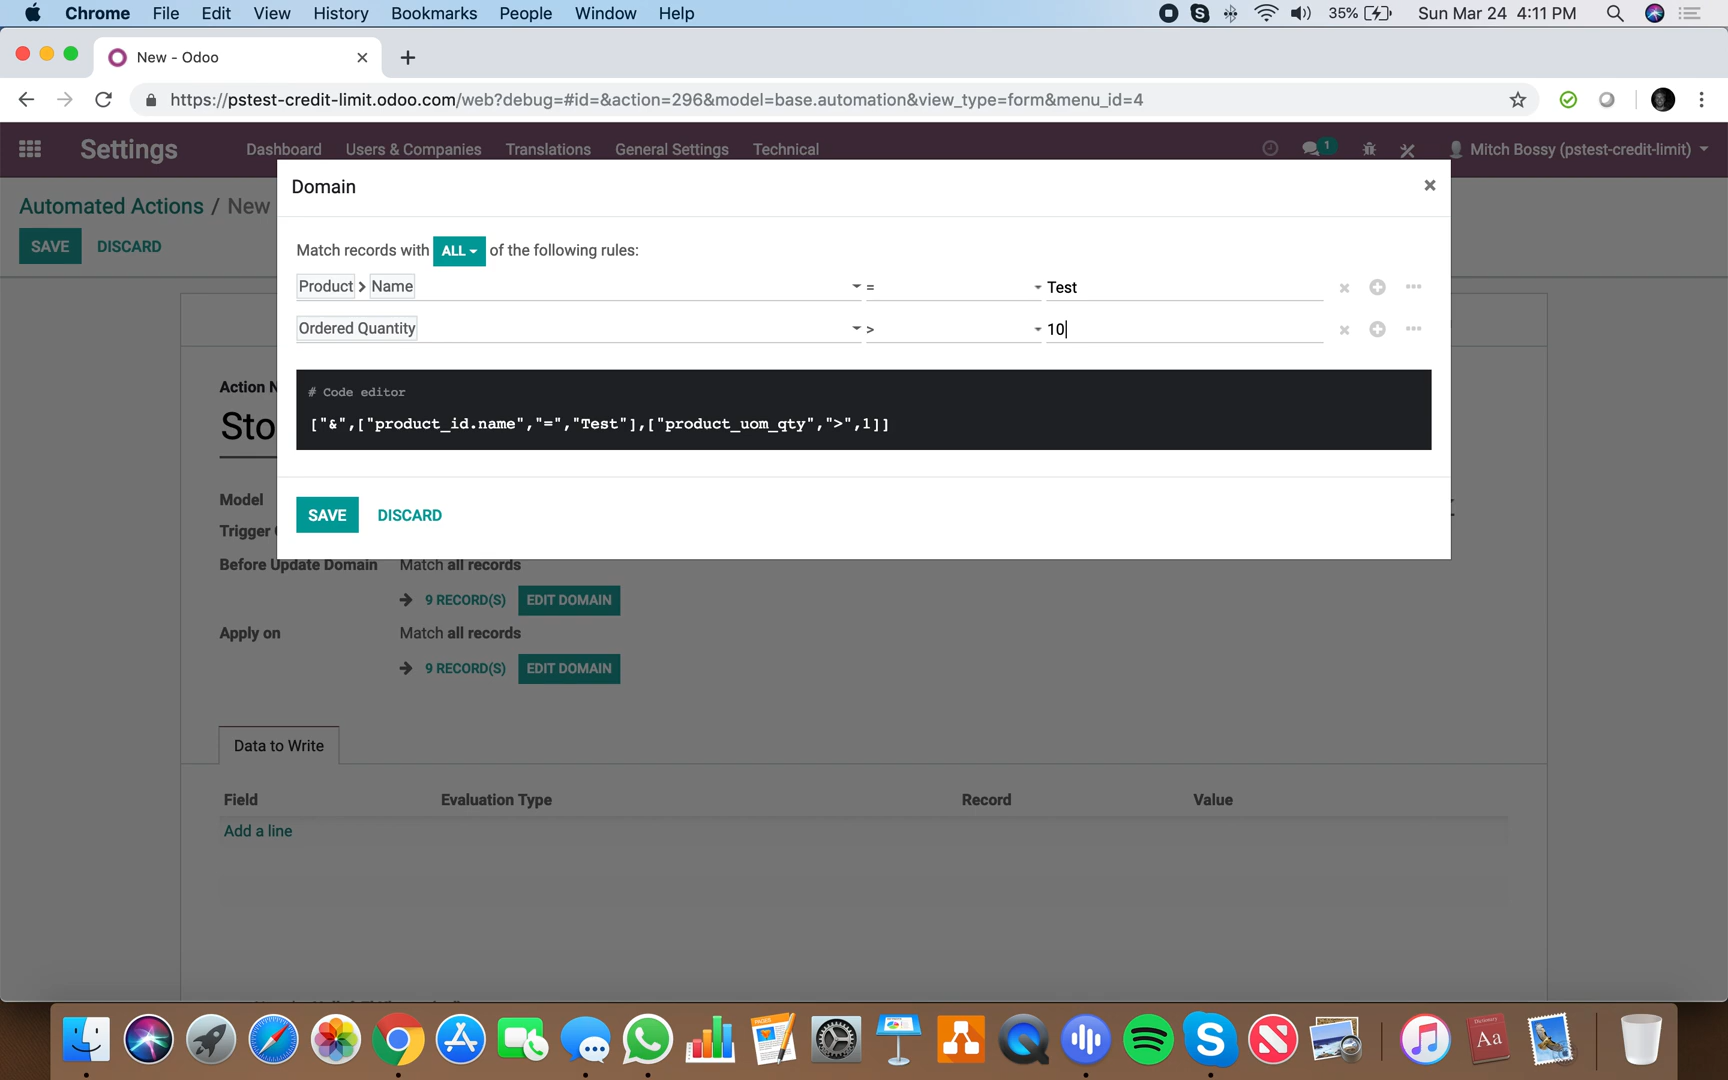 Chrome File Edit View History Bookmarks People Window Help 35% Sun Mar 24 4:11 PM
New - Odoo
https://pstest-credit-limit.odoo.com/web?debug=#id=&action=296&model=base.automation&view_type=form&menu_id=4
Settings Dashboard Users & Companies Translations General Settings Technical 1 Mitch Bossy (pstest-credit-limit)
Automated Actions / New
SAVE DISCARD
Domain
Match records with ALL of the following rules:
Product > Name = Test
Ordered Quantity > 10
# Code editor
["&",["product_id.name","=","Test"],["product_uom_qty",">",1]]
SAVE DISCARD
Action N
Sto
Model
Trigger
Before Update Domain Match all records
9 RECORD(S) EDIT DOMAIN
Apply on Match all records
9 RECORD(S) EDIT DOMAIN
Data to Write
Field Evaluation Type Record Value
Add a line
Aa